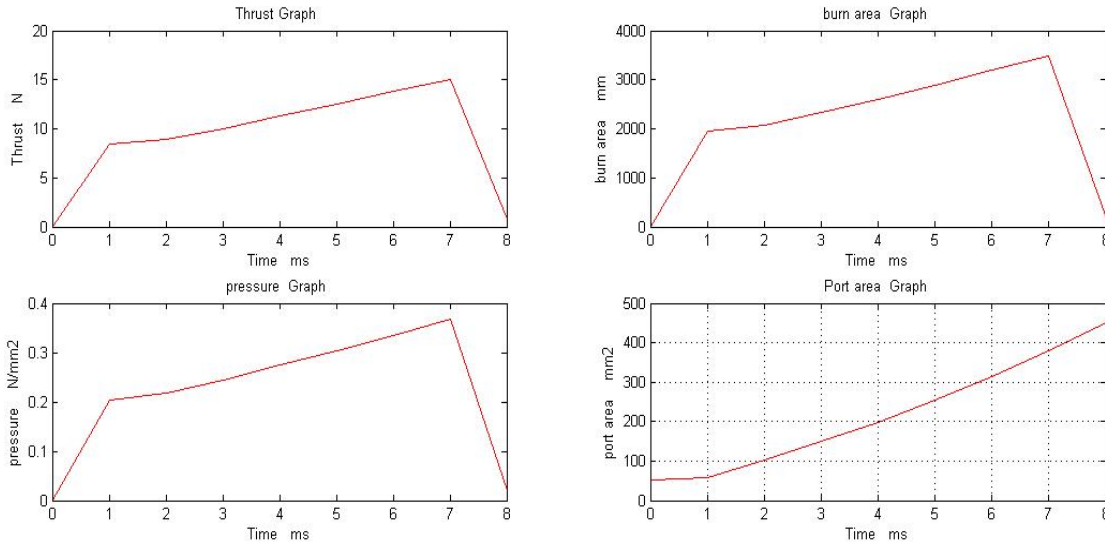 Thrust Graph
20
15
10
5
0
Thrust N
0 1 2 3 4 5 6 7 8
Time ms
burn area Graph
4000
3000
2000
1000
0
burn area mm
0 1 2 3 4 5 6 7 8
Time ms
pressure Graph
0.4
0.3
0.2
0.1
0
pressure N/mm2
0 1 2 3 4 5 6 7 8
Time ms
Port area Graph
500
400
300
200
100
0
port area mm2
0 1 2 3 4 5 6 7 8
Time ms